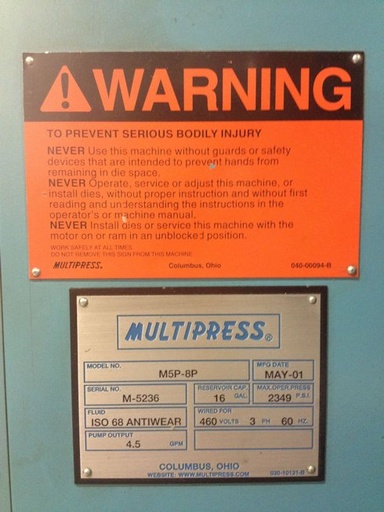 WARNING
TO PREVENT SERIOUS BODILY INJURY
NEVER Use this machine without guards or safety
devices that are intended to prevent hands from
remaining in die space.
NEVER Operate, service or adjust this machine, or
install dies, without proper instruction and without first
reading and understanding the instructions in the
operator's or machine manual.
NEVER Install dies or service this machine with the
motor on or ram in an unblocked position.
WORK SAFELY AT ALL TIMES.
DO NOT REMOVE THIS SIGN FROM THIS MACHINE
MULTIPRESS. Columbus, Ohio 040-00094-B
MULTIPRESS®
MODEL NO. M5P-8P MFG DATE MAY-01
SERIAL NO. M-5236 RESERVOIR CAP. 16 GAL. MAX.OPER.PRESS 2349 P.S.I.
FLUID ISO 68 ANTIWEAR WIRED FOR 460 VOLTS 3 PH 60 HZ.
PUMP OUTPUT 4.5 GPM
COLUMBUS, OHIO
WEBSITE: WWW.MULTIPRESS.COM